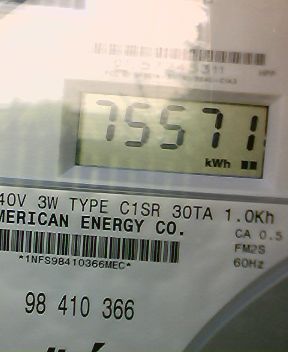 75571
kWh
40V 3W TYPE C1SR 30TA 1.0Kh
MERICAN ENERGY CO.
CA 0.5
FM2S
60Hz
*1NFS98410366MEC*
98 410 366